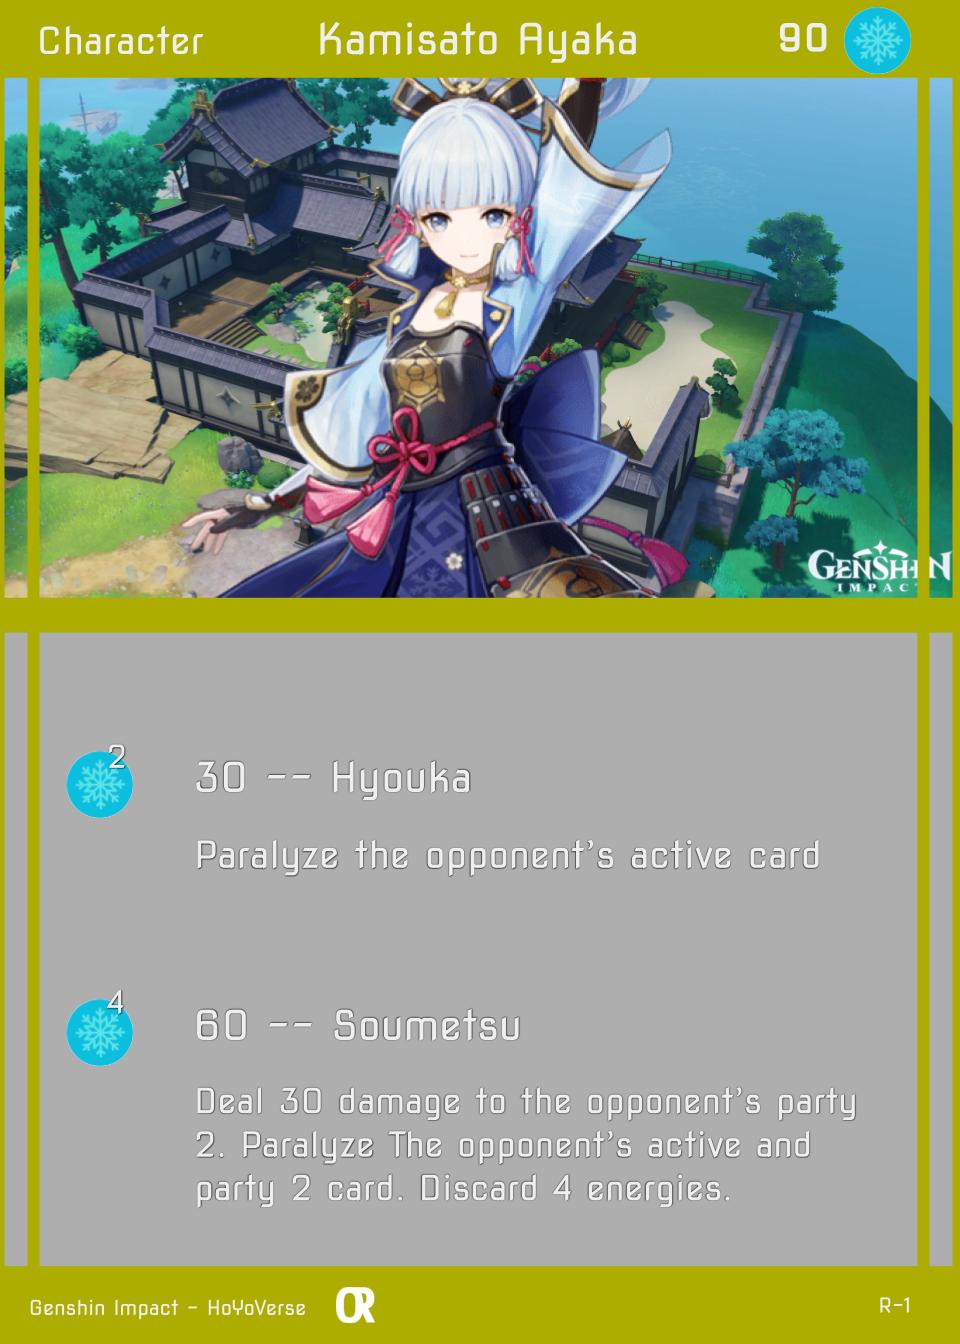 Character Kamisato Ayaka 90
GENSHIN
IMPAC
2
30 -- Hyouka
Paralyze the opponent's active card
4
60 -- Soumetsu
Deal 30 damage to the opponent's party
2. Paralyze The opponent's active and
party 2 card. Discard 4 energies.
Genshin Impact - HoYoVerse OR R-1